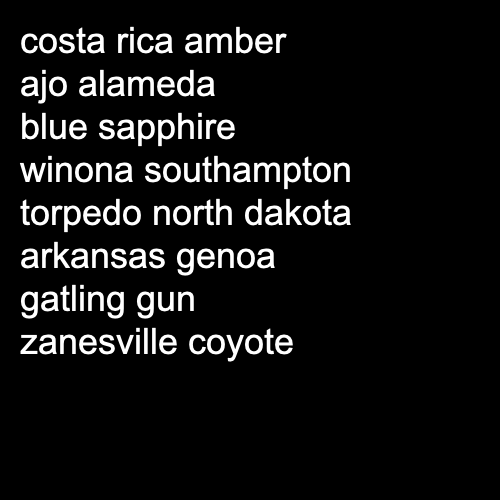 costa rica amber
ajo alameda
blue sapphire
winona southampton
torpedo north dakota
arkansas genoa
gatling gun
zanesville coyote